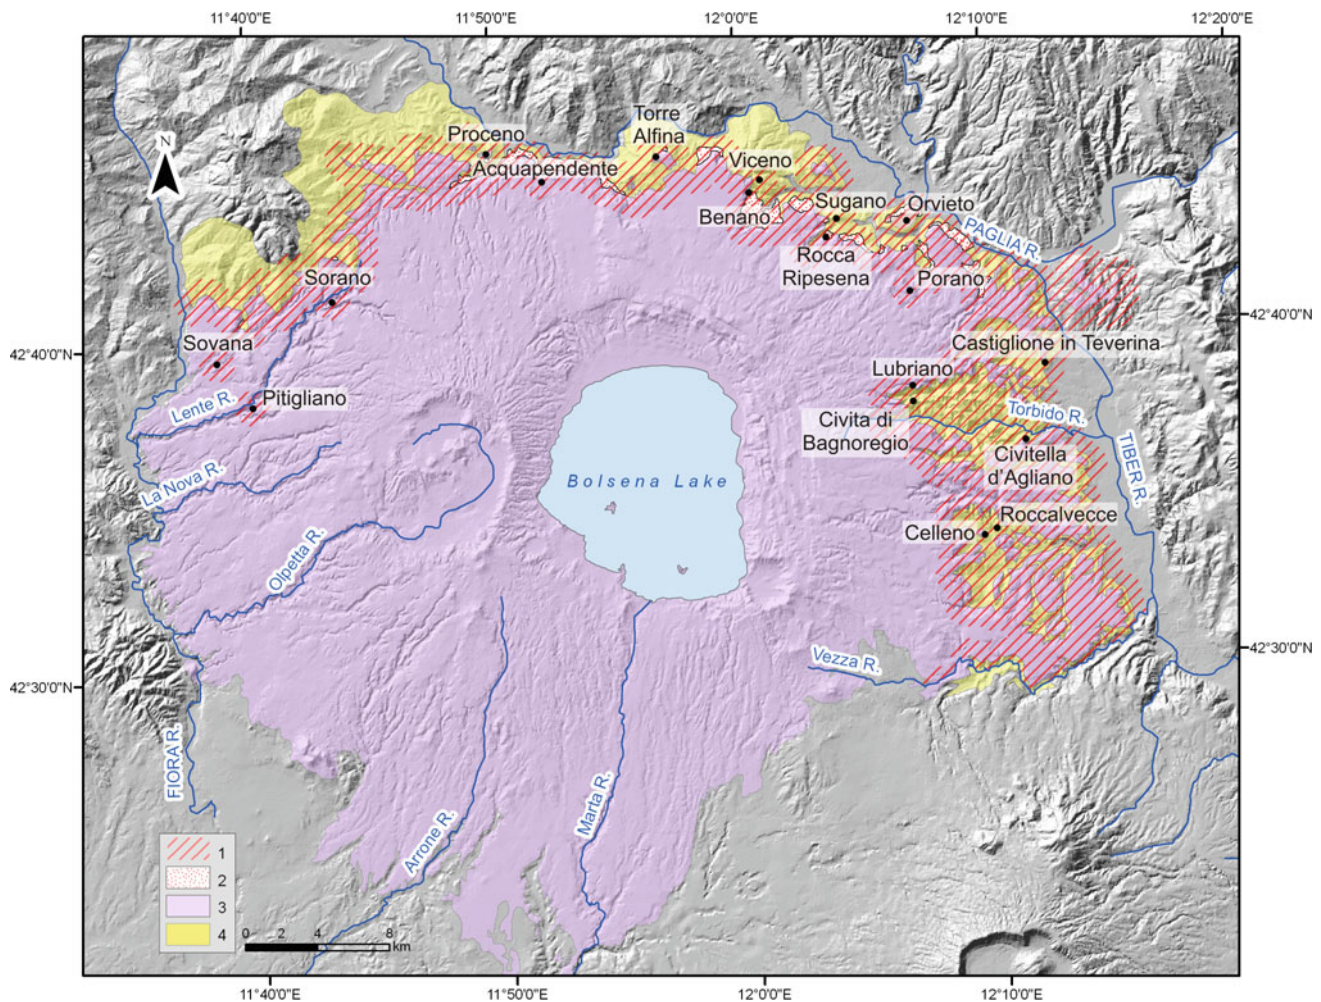 11°40'0"E
11°50'0"E
12°00'0"E
12°10'0"E
12°20'0"E
N
Proceno
Torre
Alfina
Acquapendente
Viceno
Benano
Sugano
Orvieto
PAGLIA R.
Rocca
Ripesena
Porano
Sorano
42°40'0"N
42°40'0"N
Sovana
Castiglione in Teverina
Lubriano
Lente R.
Pitigliano
Torbido R.
Civita di
Bagnoregio
Civitella
d'Agliano
TIBER R.
La Nova R.
Bolsena Lake
Roccalvecce
Celleno
Olpetta R.
Vezza R.
42°30'0"N
42°30'0"N
FIORA R.
Arrone R.
Marta R.
1
2
3
4
0 2 4 8
km
11°40'0"E
11°50'0"E
12°00'0"E
12°10'0"E